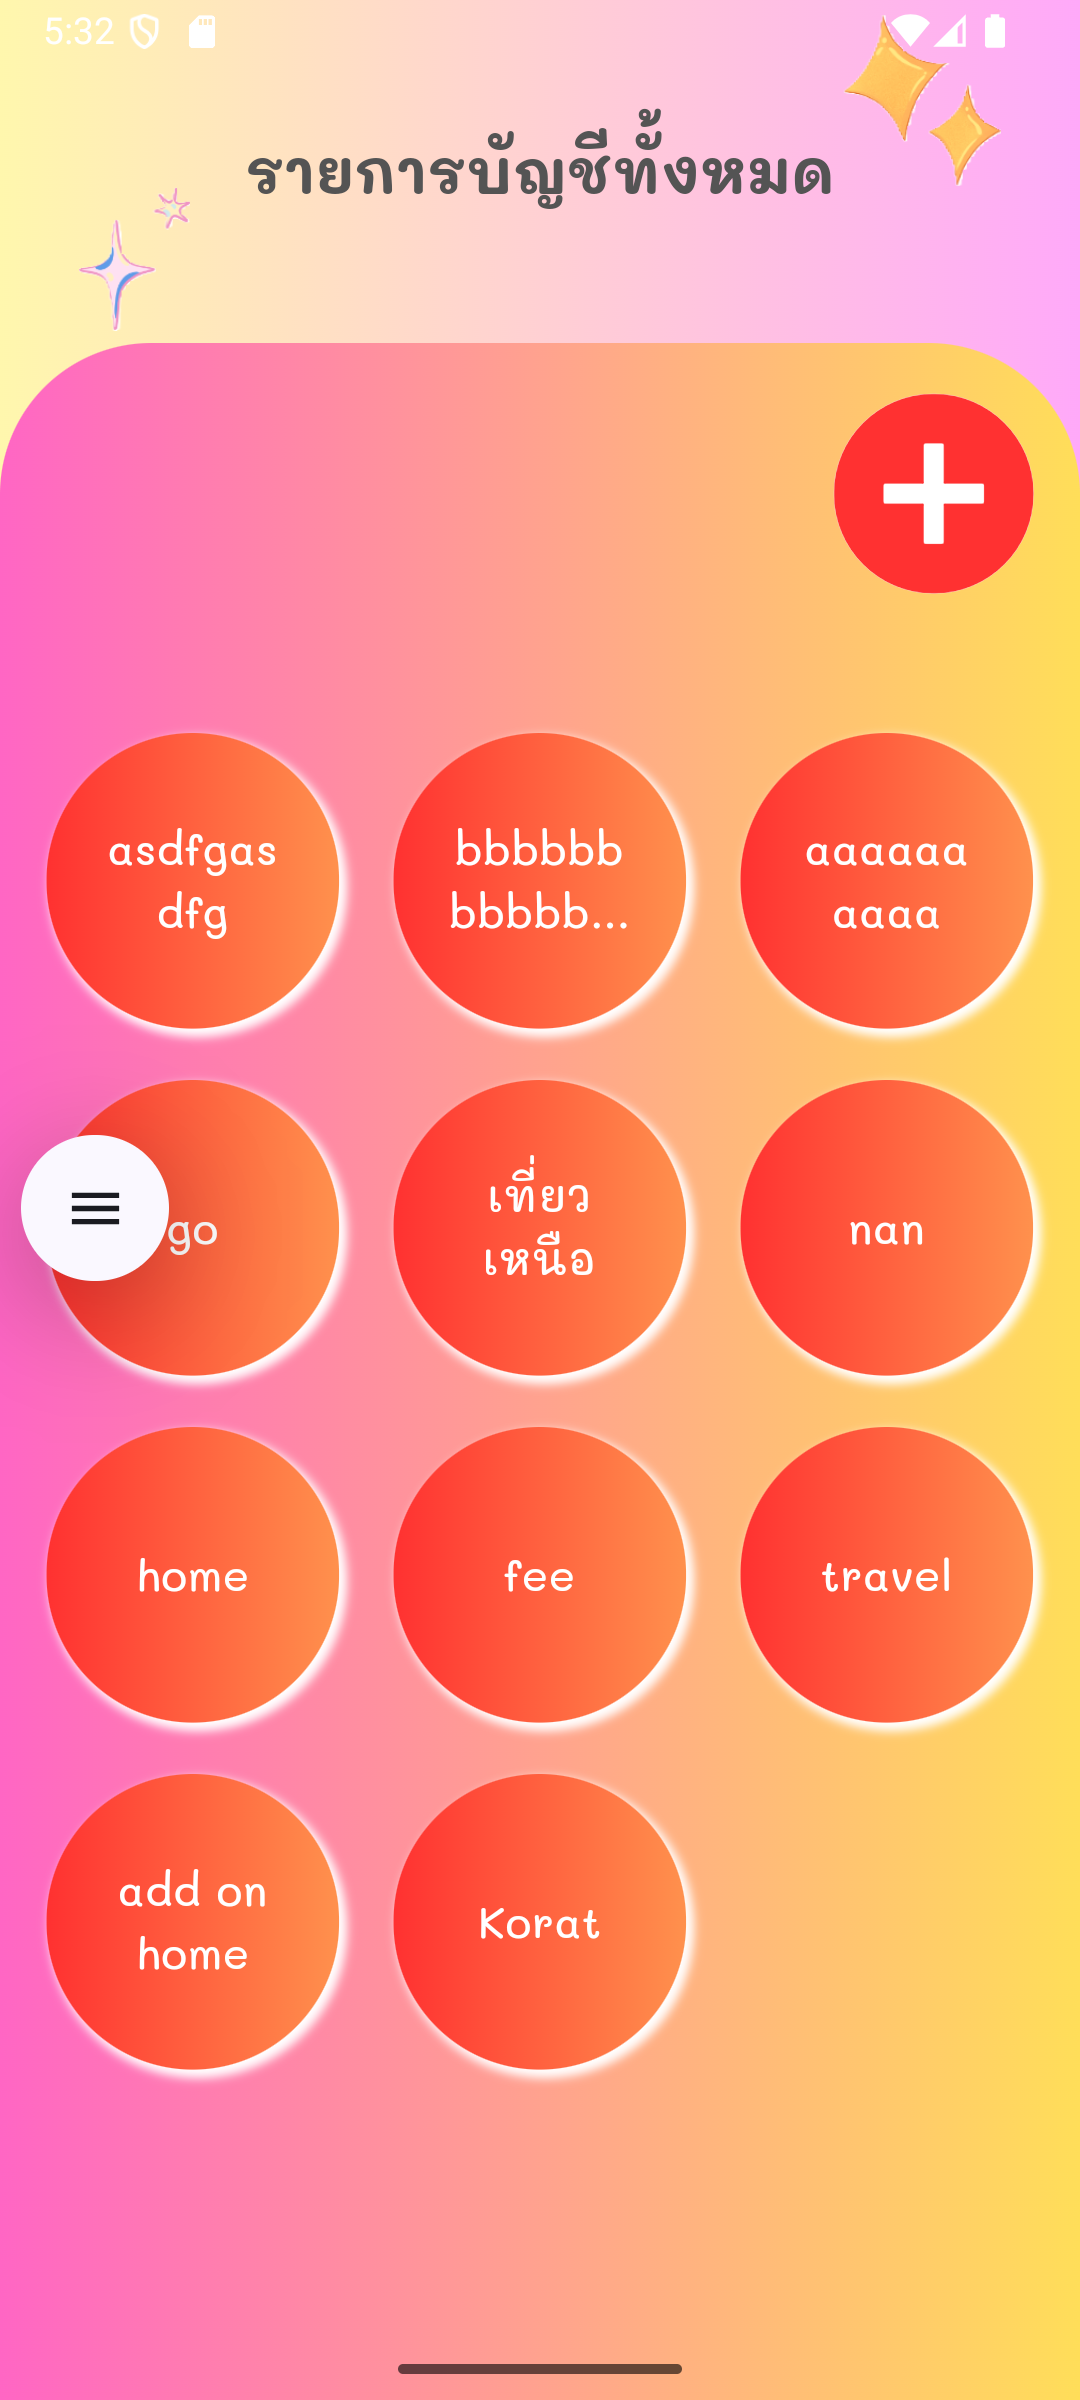 5:32
รายการบัญชีทั้งหมด
asdfgas
dfg
bbbbbb
bbbbb...
aaaaaa
aaaa
go
เที่ยว
เหนือ
nan
home
fee
travel
add on
home
Korat